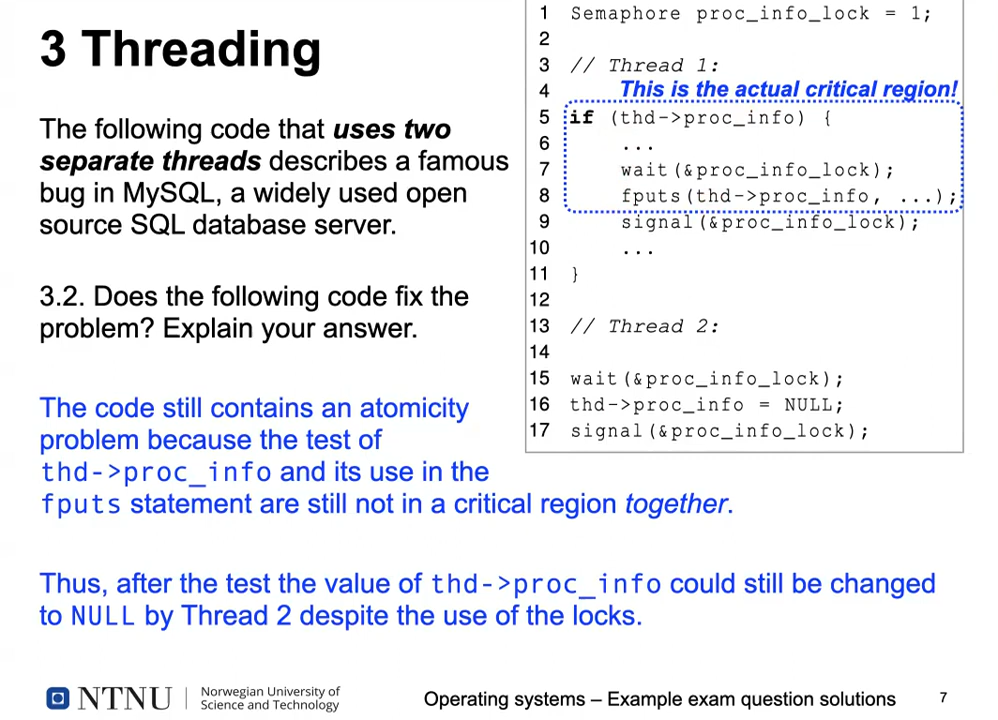 3 Threading
The following code that uses two
separate threads describes a famous
bug in MySQL, a widely used open
source SQL database server.
3.2. Does the following code fix the
problem? Explain your answer.
The code still contains an atomicity
problem because the test of
thd->proc_info and its use in the
fputs statement are still not in a critical region together.
Thus, after the test the value of thd->proc_info could still be changed
to NULL by Thread 2 despite the use of the locks.
1 Semaphore proc_info_lock = 1;
2
3 // Thread 1:
4 This is the actual critical region!
5 if (thd->proc_info) {
6 ...
7 wait(&proc_info_lock);
8 fputs(thd->proc_info, ...);
9 signal(&proc_info_lock);
10 ...
11 }
12
13 // Thread 2:
14
15 wait(&proc_info_lock);
16 thd->proc_info = NULL;
17 signal(&proc_info_lock);
NTNU
Norwegian University of
Science and Technology
Operating systems – Example exam question solutions
7